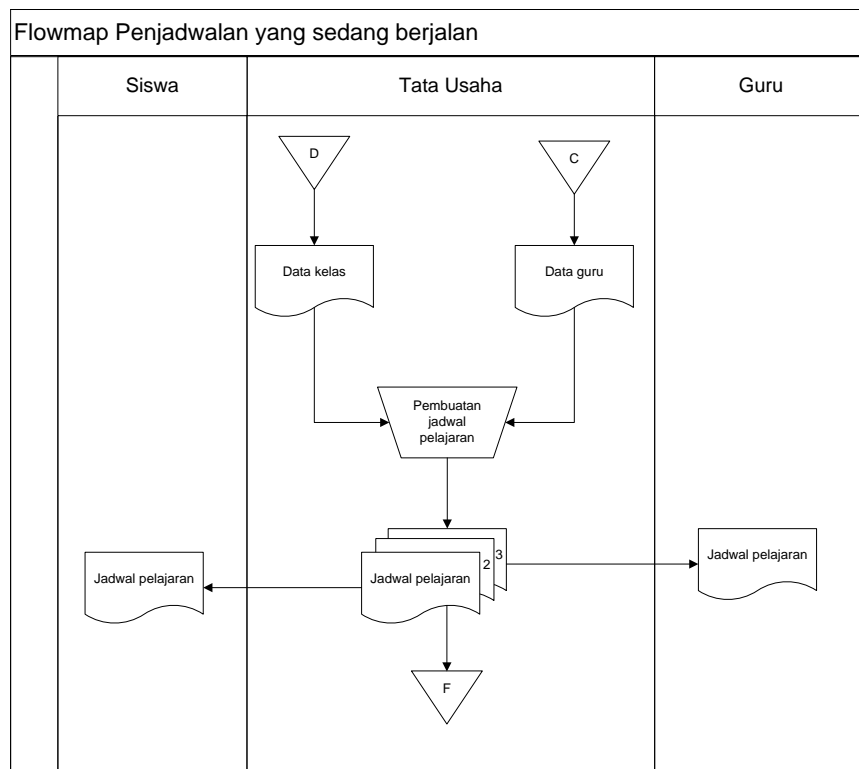 Flowmap Penjadwalan yang sedang berjalan
Siswa
Tata Usaha
Guru
D
C
Data kelas
Data guru
Pembuatan
jadwal
pelajaran
3
2
Jadwal pelajaran
Jadwal pelajaran
Jadwal pelajaran
F